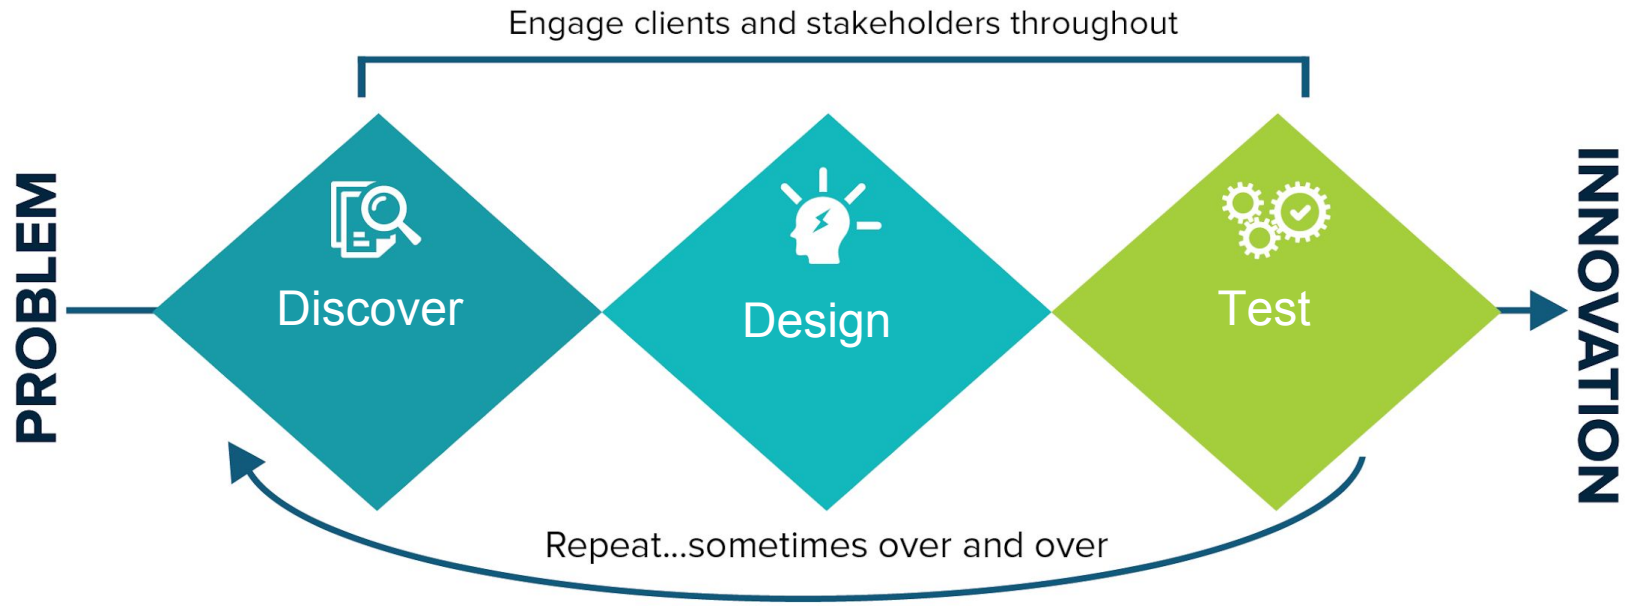 Engage clients and stakeholders throughout
PROBLEM
Discover
Design
Test
INNOVATION
Repeat...sometimes over and over